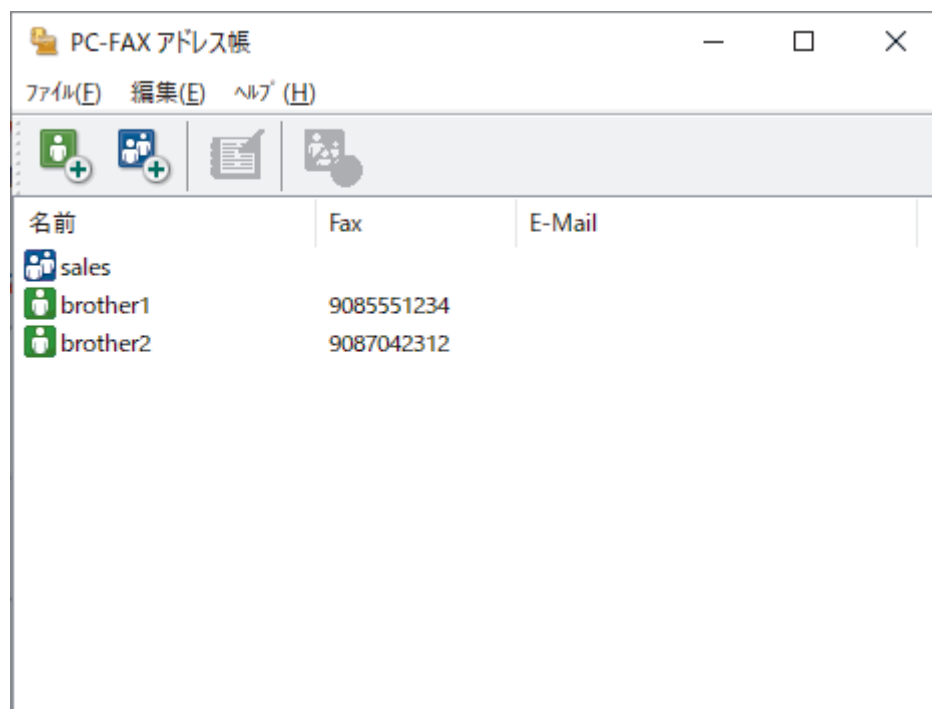 PC-FAX アドレス帳
ﾌｧｲﾙ(F) 編集(E) ﾍﾙﾌﾟ(H)
名前 Fax E-Mail
sales
brother1 9085551234
brother2 9087042312